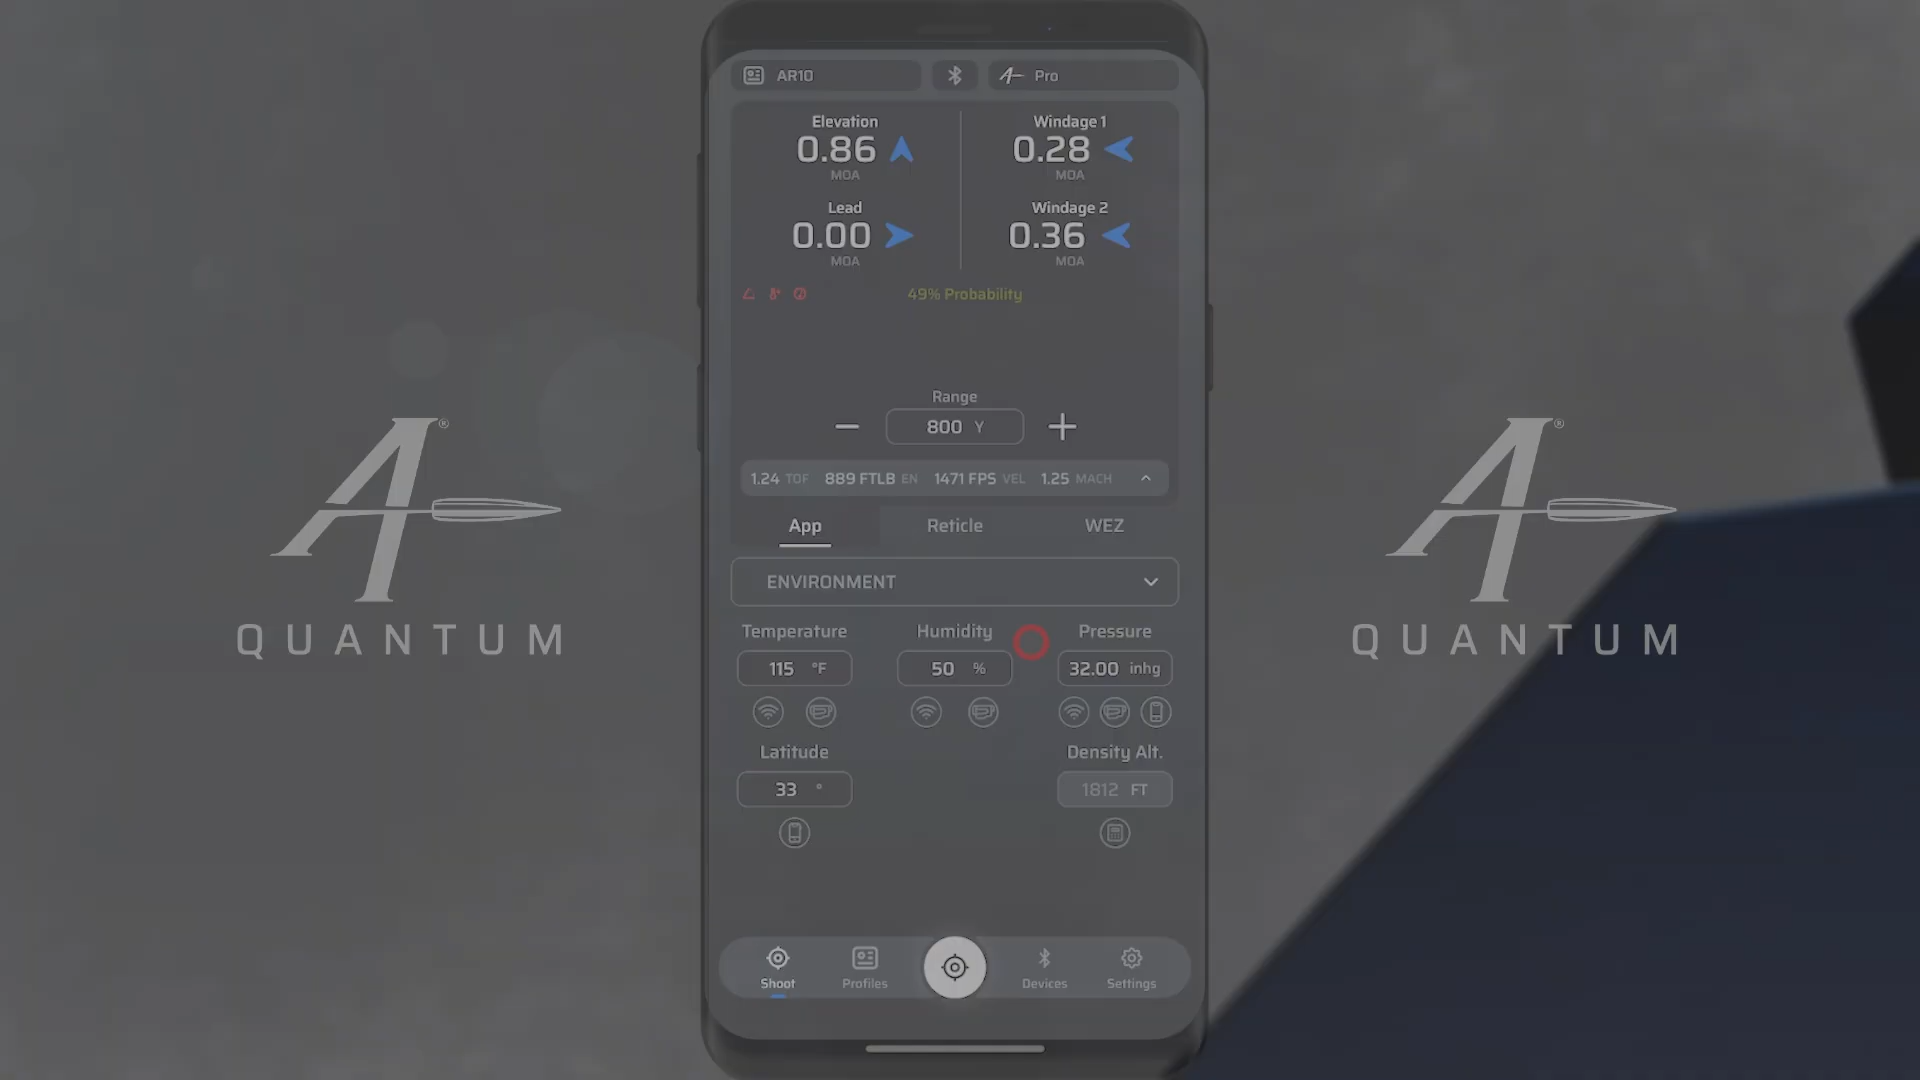 AR10
Pro
Elevation
0.86
MOA
Windage 1
0.28
MOA
Lead
0.00
MOA
Windage 2
0.36
MOA
49% Probability
Range
800 Y
1.24 TOF 889 FTLB EN 1471 FPS VEL 1.25 MACH
App Reticle WEZ
ENVIRONMENT
Temperature Humidity Pressure
115 °F 50 % 32.00 inhg
Latitude Density Alt.
33 ° 1812 FT
Shoot Profiles Devices Settings
A®
QUANTUM
A®
QUANTUM